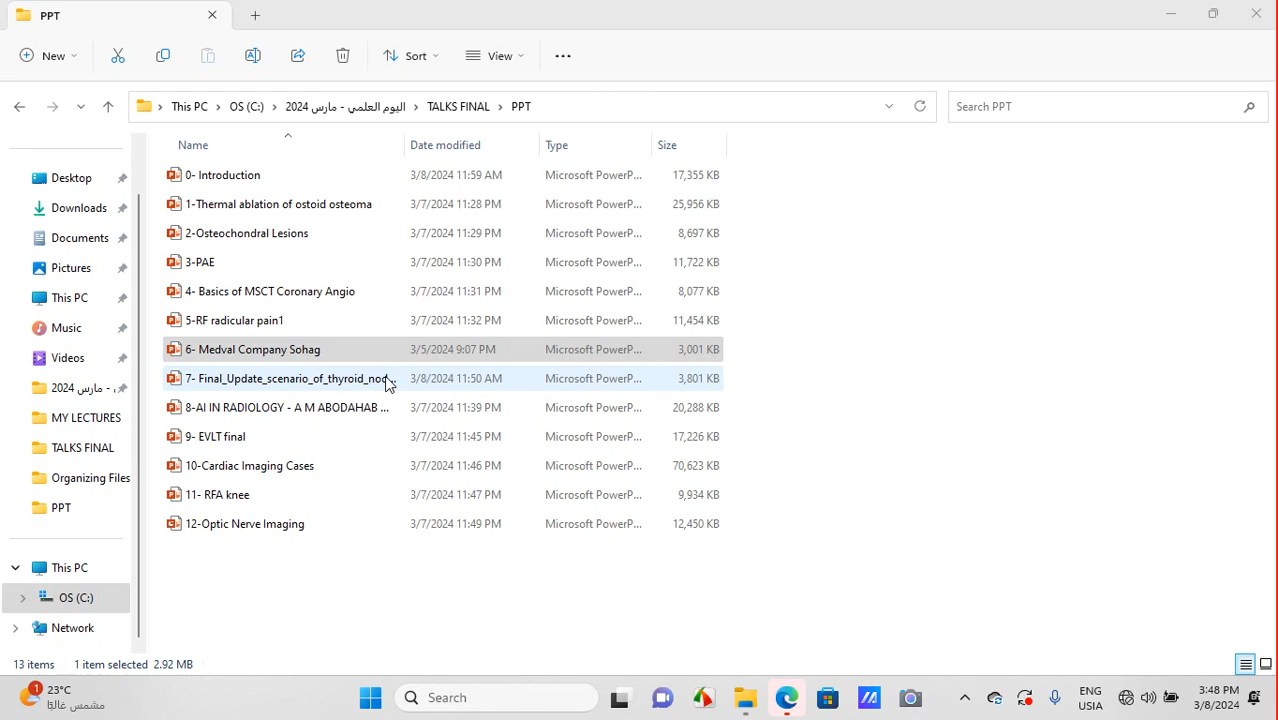 PPT
New
Sort
View
This PC › OS (C:) › اليوم العلمي - مارس 2024 › TALKS FINAL › PPT
Search PPT
Name Date modified Type Size
0- Introduction 3/8/2024 11:59 AM Microsoft PowerP... 17,355 KB
1-Thermal ablation of ostoid osteoma 3/7/2024 11:28 PM Microsoft PowerP... 25,956 KB
2-Osteochondral Lesions 3/7/2024 11:29 PM Microsoft PowerP... 8,697 KB
3-PAE 3/7/2024 11:30 PM Microsoft PowerP... 11,722 KB
4- Basics of MSCT Coronary Angio 3/7/2024 11:31 PM Microsoft PowerP... 8,077 KB
5-RF radicular pain1 3/7/2024 11:32 PM Microsoft PowerP... 11,454 KB
6- Medval Company Sohag 3/5/2024 9:07 PM Microsoft PowerP... 3,001 KB
7- Final_Update_scenario_of_thyroid_nod... 3/8/2024 11:50 AM Microsoft PowerP... 3,801 KB
8-AI IN RADIOLOGY - A M ABODAHAB ... 3/7/2024 11:39 PM Microsoft PowerP... 20,288 KB
9- EVLT final 3/7/2024 11:45 PM Microsoft PowerP... 17,226 KB
10-Cardiac Imaging Cases 3/7/2024 11:46 PM Microsoft PowerP... 70,623 KB
11- RFA knee 3/7/2024 11:47 PM Microsoft PowerP... 9,934 KB
12-Optic Nerve Imaging 3/7/2024 11:49 PM Microsoft PowerP... 12,450 KB
Desktop
Downloads
Documents
Pictures
This PC
Music
Videos
- مارس 2024
MY LECTURES
TALKS FINAL
Organizing Files
PPT
This PC
OS (C:)
Network
13 items 1 item selected 2.92 MB
1
23°C
مشمس غالبًا
Search
ENG
USIA
3:48 PM
3/8/2024